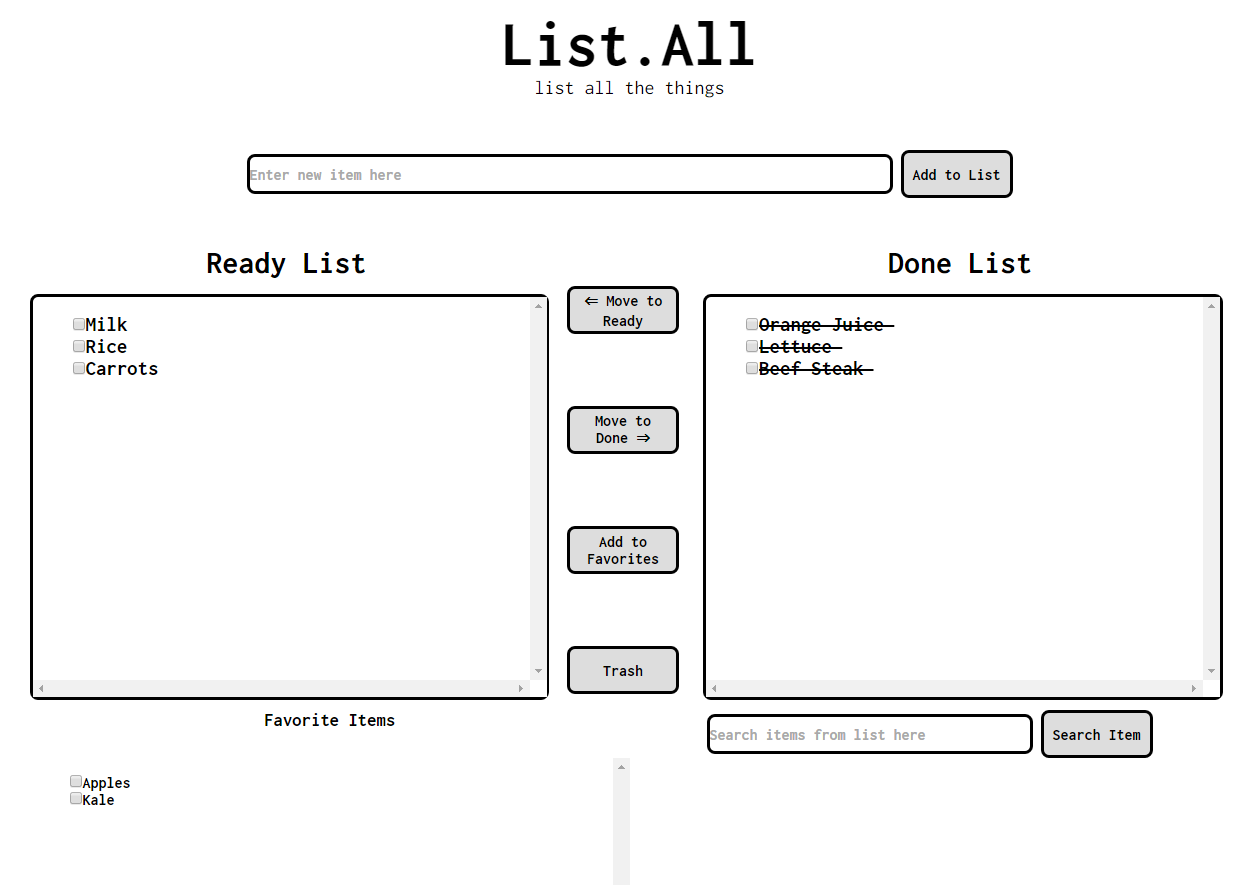 List.All
list all the things
Enter new item here
Add to List
Ready List
Done List
Milk
Rice
Carrots
⇐ Move to
Ready
Move to
Done ⇒
Add to
Favorites
Trash
Orange Juice
Lettuce
Beef Steak
Favorite Items
Search items from list here
Search Item
Apples
Kale